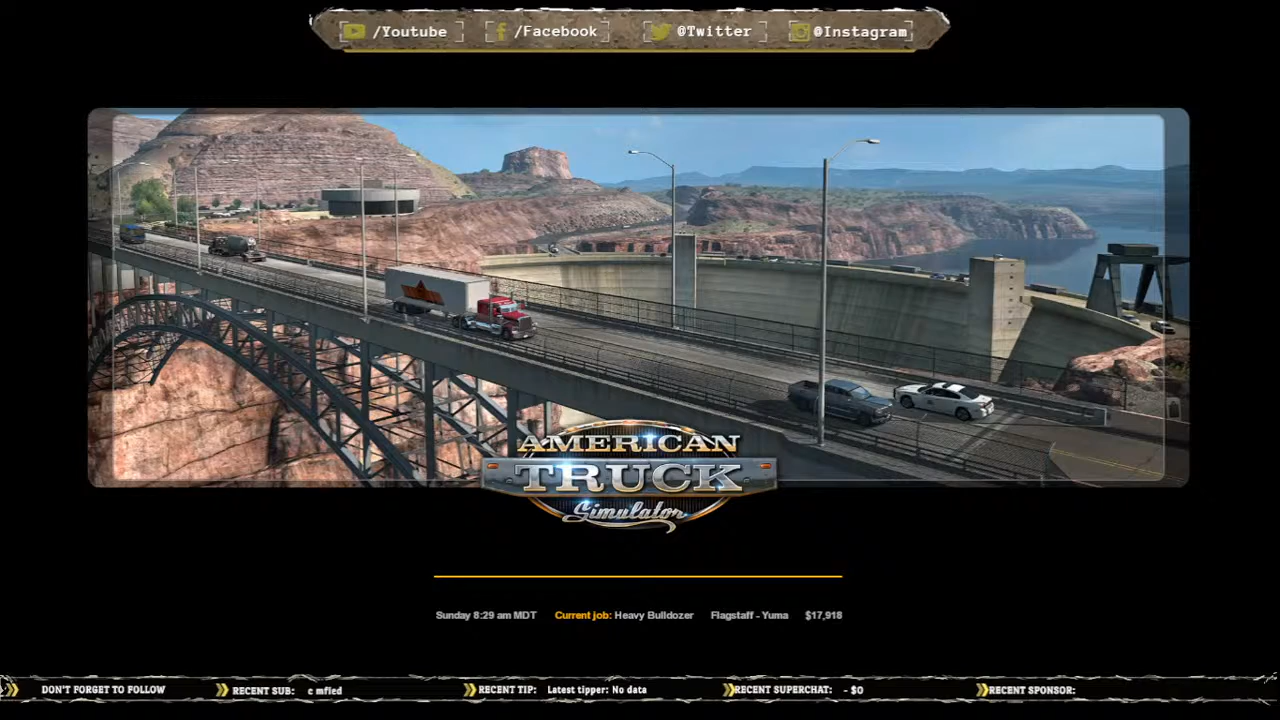 /Youtube /Facebook @Twitter @Instagram
AMERICAN
TRUCK
Simulator
Sunday 8:29 am MDT Current job: Heavy Bulldozer Flagstaff - Yuma $17,918
DON'T FORGET TO FOLLOW RECENT SUB: c mfied RECENT TIP: Latest tipper: No data RECENT SUPERCHAT: - $0 RECENT SPONSOR: